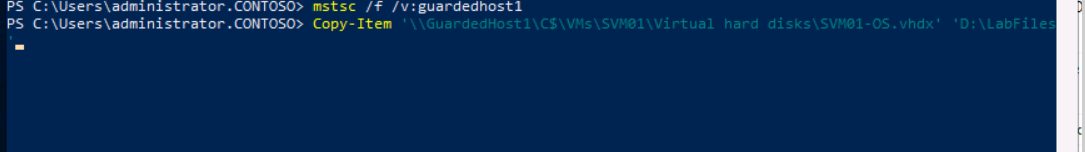 PS C:\Users\administrator.CONTOSO> mstsc /f /v:guardedhost1
PS C:\Users\administrator.CONTOSO> Copy-Item '\\GuardedHost1\C$\VMs\SVM01\Virtual hard disks\SVM01-OS.vhdx' 'D:\LabFiles
'